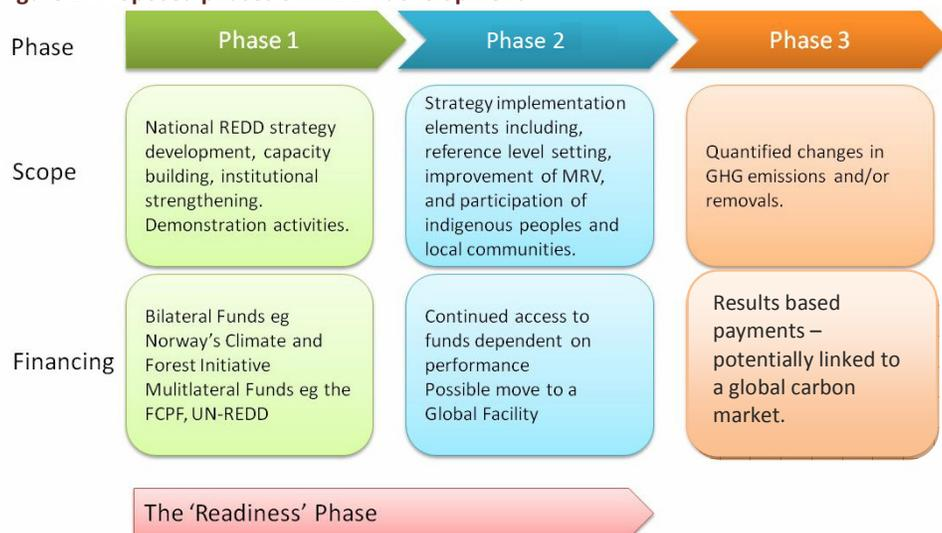 Phase
Phase 1
Phase 2
Phase 3
Scope
National REDD strategy
development, capacity
building, institutional
strengthening.
Demonstration activities.
Strategy implementation
elements including,
reference level setting,
improvement of MRV,
and participation of
indigenous peoples and
local communities.
Quantified changes in
GHG emissions and/or
removals.
Financing
Bilateral Funds eg
Norway's Climate and
Forest Initiative
Mulitlateral Funds eg the
FCPF, UN-REDD
Continued access to
funds dependent on
performance
Possible move to a
Global Facility
Results based
payments –
potentially linked to
a global carbon
market.
The 'Readiness' Phase